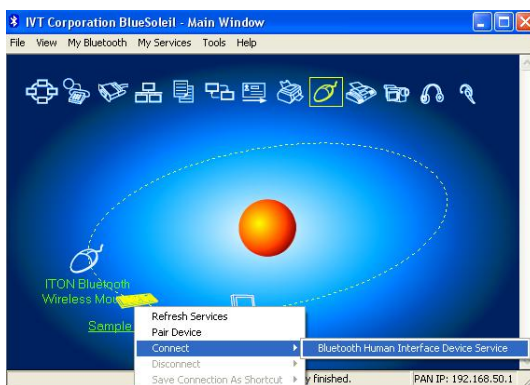 IVT Corporation BlueSoleil - Main Window
File View My Bluetooth My Services Tools Help
ITON Bluetooth
Wireless Mou
Sample
Refresh Services
Pair Device
Connect
Bluetooth Human Interface Device Service
Disconnect
Save Connection As Shortcut
finished.
PAN IP: 192.168.50.1